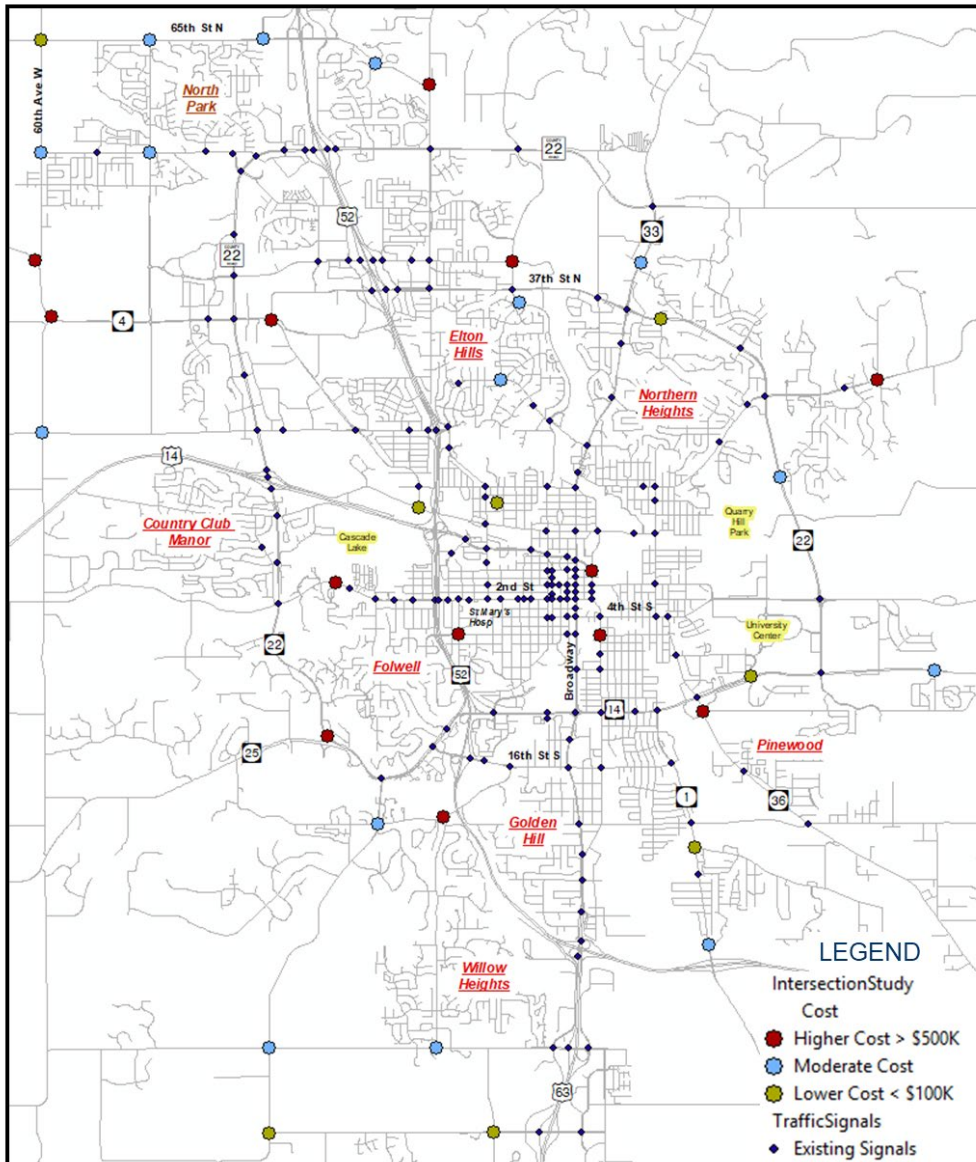 65th St N
North
Park
60th Ave W
22
52
COUNTY
22
33
37th St N
4
Elton
Hills
Northern
Heights
14
Country Club
Manor
Cascade
Lake
Quarry
Hill
Park
22
2nd St
St Mary's
Hosp
4th St S
University
Center
22
Folwell
52
Broadway
14
Pinewood
25
16th St S
1
36
Golden
Hill
Willow
Heights
63
LEGEND
IntersectionStudy
Cost
Higher Cost > $500K
Moderate Cost
Lower Cost < $100K
TrafficSignals
Existing Signals